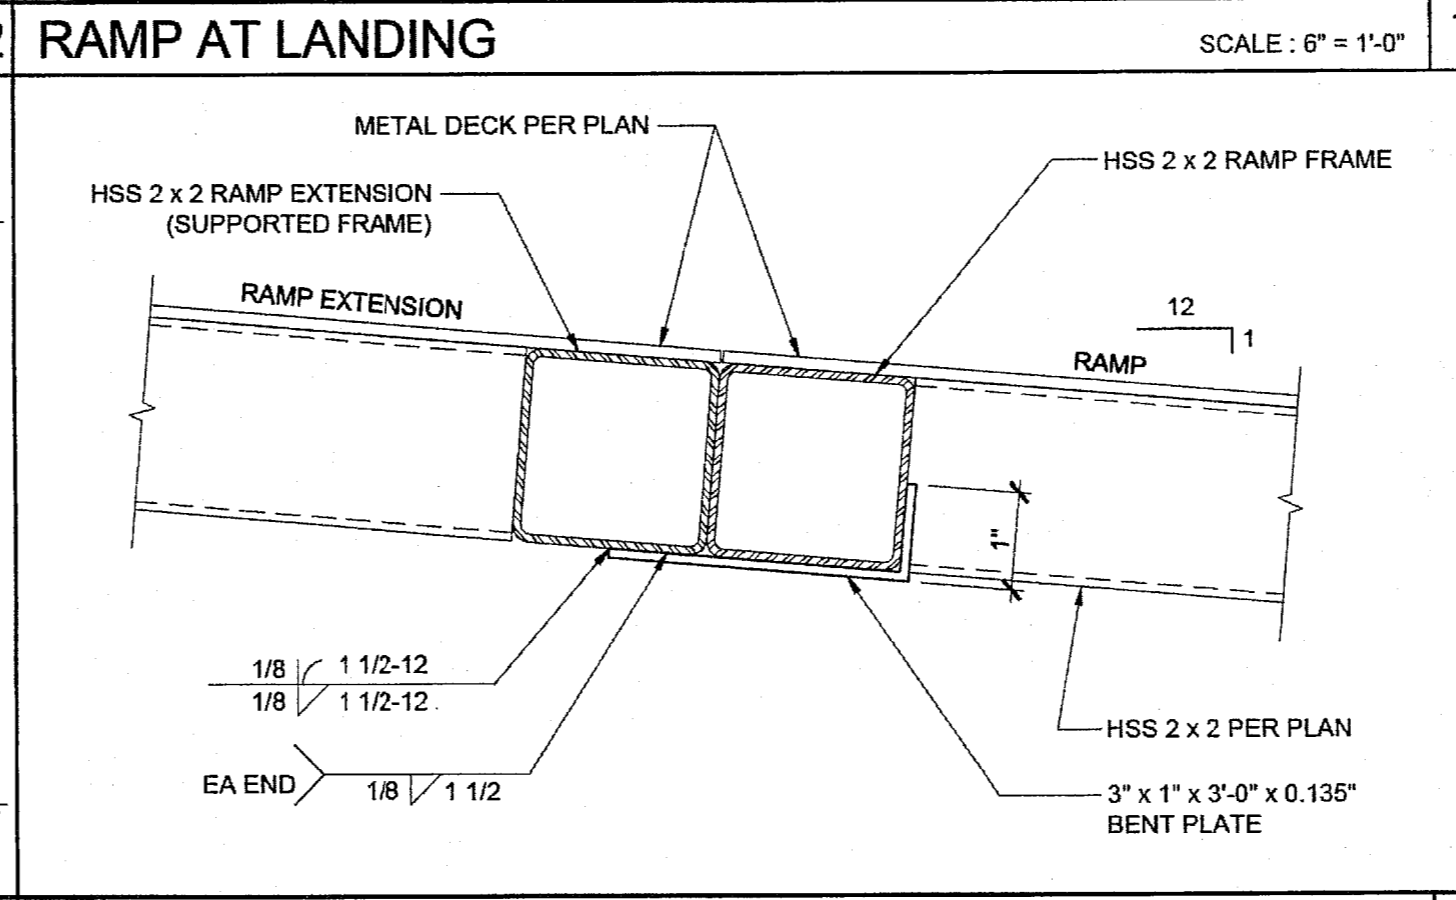 RAMP AT LANDING
SCALE : 6" = 1'-0"
METAL DECK PER PLAN
HSS 2 x 2 RAMP FRAME
HSS 2 x 2 RAMP EXTENSION
(SUPPORTED FRAME)
RAMP EXTENSION
12
1
RAMP
1"
1/8 1 1/2-12
1/8 1 1/2-12
HSS 2 x 2 PER PLAN
EA END
1/8 1 1/2
3" x 1" x 3'-0" x 0.135"
BENT PLATE